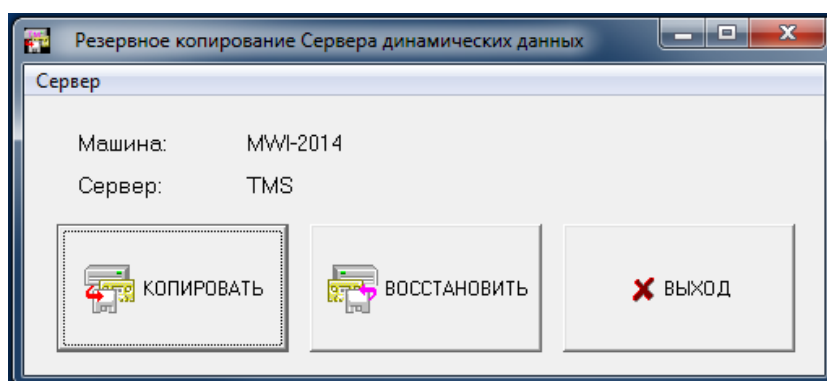 Резервное копирование Сервера динамических данных
Сервер
Машина: MWI-2014
Сервер: TMS
КОПИРОВАТЬ ВОССТАНОВИТЬ ВЫХОД